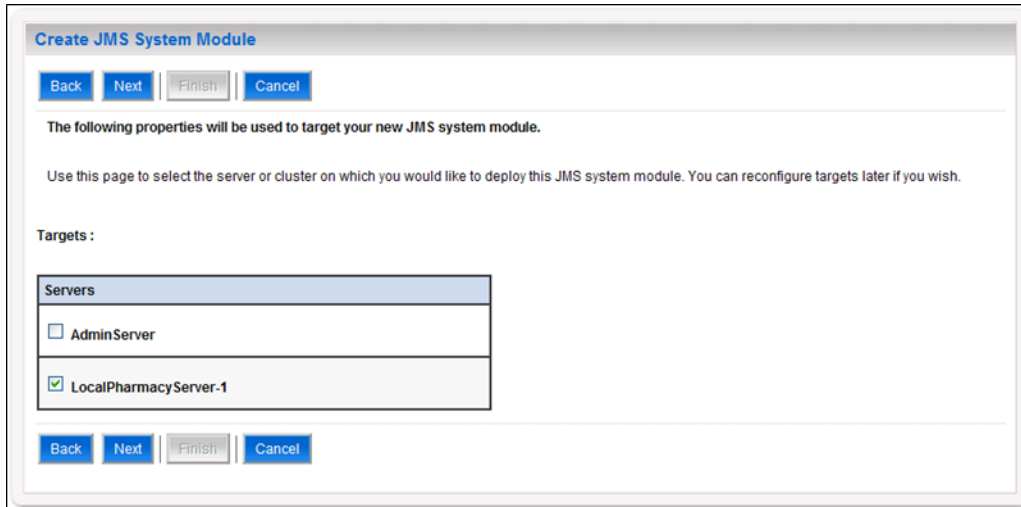 Create JMS System Module
Back Next Finish Cancel
The following properties will be used to target your new JMS system module.
Use this page to select the server or cluster on which you would like to deploy this JMS system module. You can reconfigure targets later if you wish.
Targets :
Servers
AdminServer
LocalPharmacyServer-1
Back Next Finish Cancel